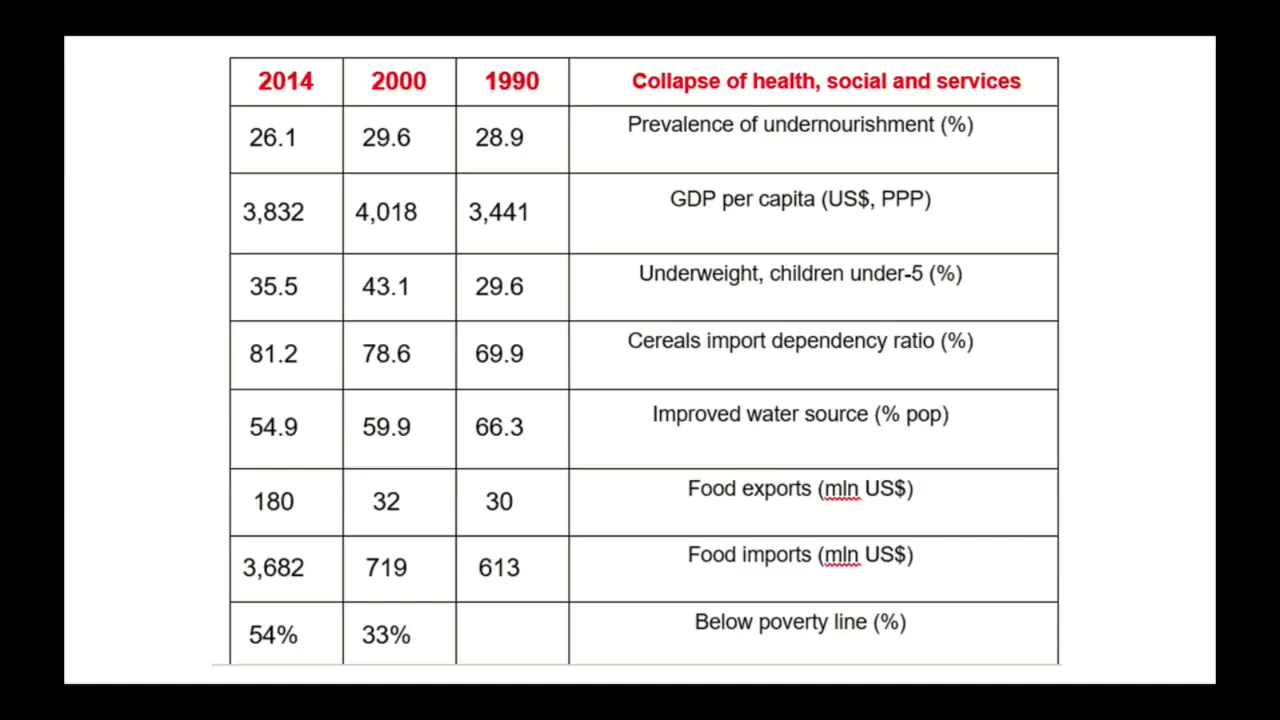 2014 2000 1990 Collapse of health, social and services
26.1 29.6 28.9 Prevalence of undernourishment (%)
3,832 4,018 3,441 GDP per capita (US$, PPP)
35.5 43.1 29.6 Underweight, children under-5 (%)
81.2 78.6 69.9 Cereals import dependency ratio (%)
54.9 59.9 66.3 Improved water source (% pop)
180 32 30 Food exports (mln US$)
3,682 719 613 Food imports (mln US$)
54% 33% Below poverty line (%)